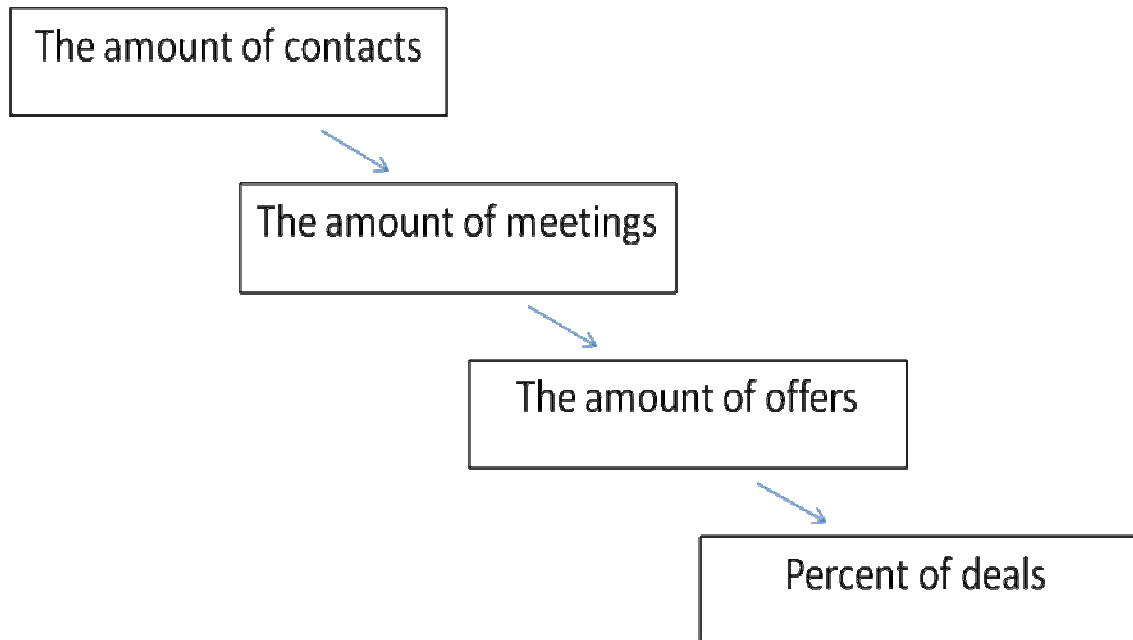 The amount of contacts
The amount of meetings
The amount of offers
Percent of deals